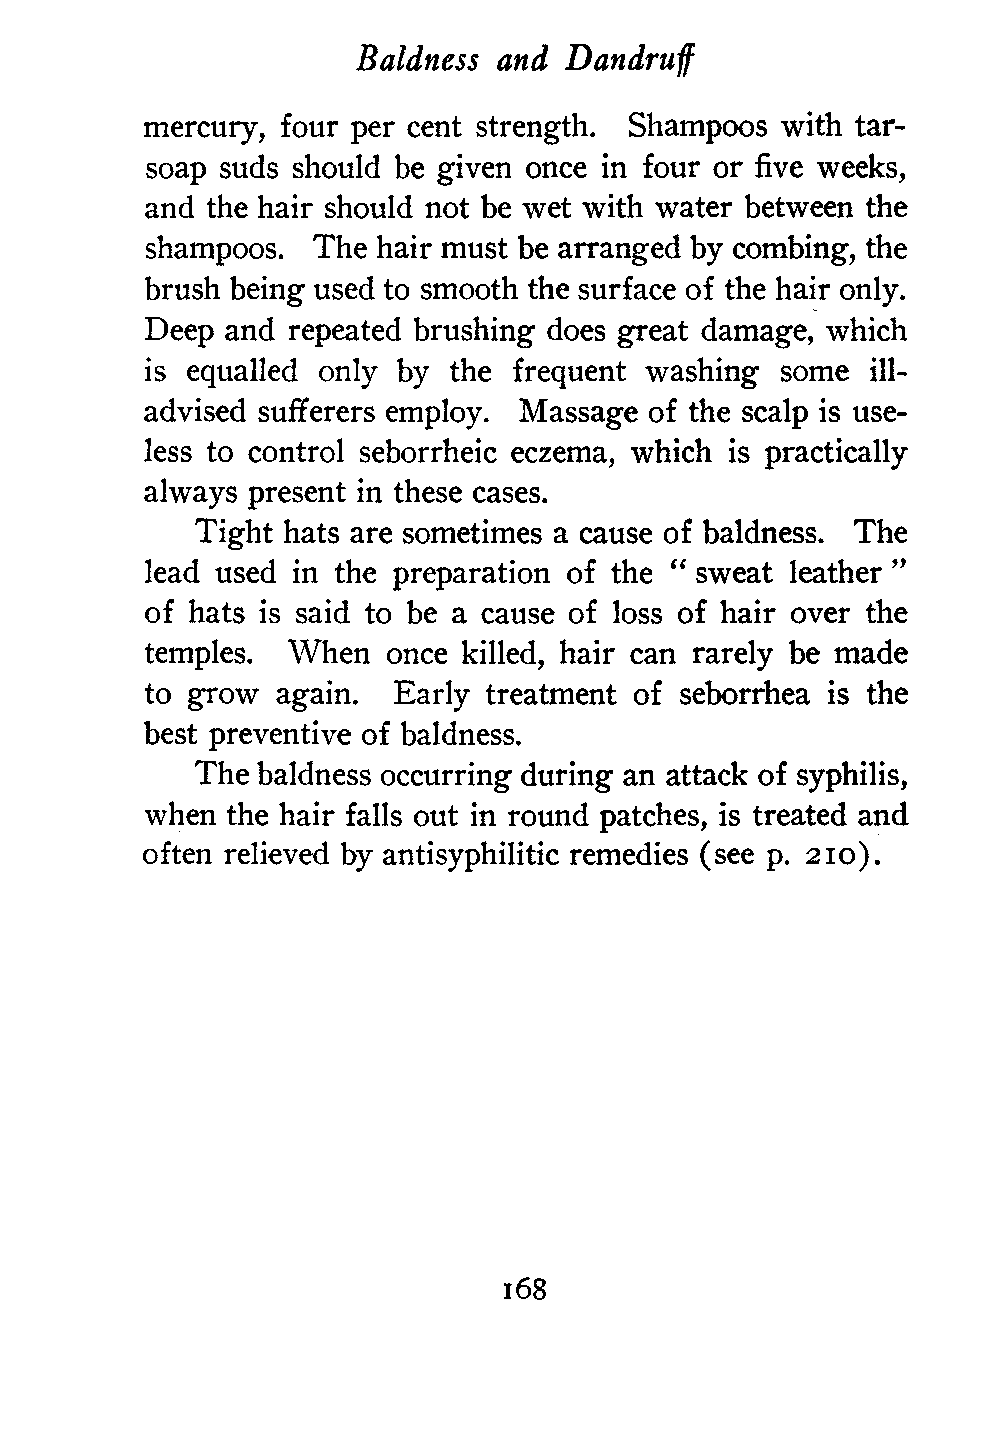 Baldness and Dandruff
mercury, four per cent strength. Shampoos with tar-
soap suds should be given once in four or five weeks,
and the hair should not be wet with water between the
shampoos. The hair must be arranged by combing, the
brush being used to smooth the surface of the hair only.
Deep and repeated brushing does great damage, which
is equalled only by the frequent washing some ill-
advised sufferers employ. Massage of the scalp is use-
less to control seborrheic eczema, which is practically
always present in these cases.
Tight hats are sometimes a cause of baldness. The
lead used in the preparation of the “ sweat leather ”
of hats is said to be a cause of loss of hair over the
temples. When once killed, hair can rarely be made
to grow again. Early treatment of seborrhea is the
best preventive of baldness.
The baldness occurring during an attack of syphilis,
when the hair falls out in round patches, is treated and
often relieved by antisyphilitic remedies (see p. 210).
168